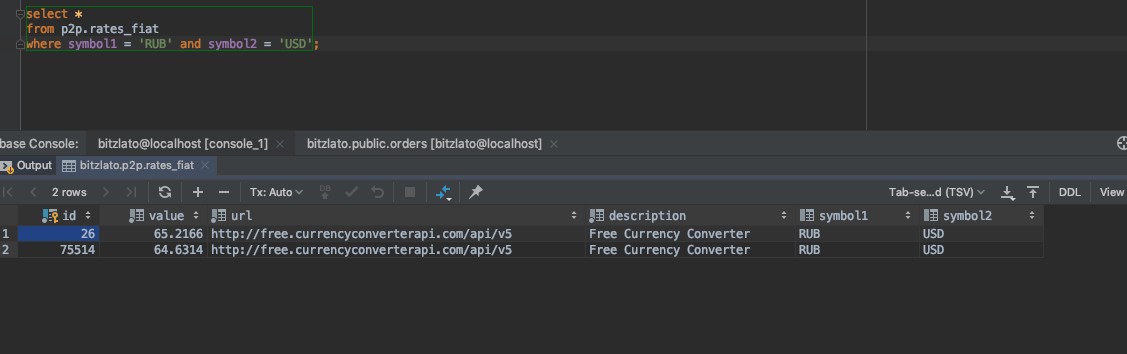 select *
from p2p.rates_fiat
where symbol1 = 'RUB' and symbol2 = 'USD';
base Console: bitzlato@localhost [console_1] bitzlato.public.orders [bitzlato@localhost]
Output bitzlato.p2p.rates_fiat
2 rows Tx: Auto DB Tab-se...d (TSV) DDL View
id value url description symbol1 symbol2
1 26 65.2166 http://free.currencyconverterapi.com/api/v5 Free Currency Converter RUB USD
2 75514 64.6314 http://free.currencyconverterapi.com/api/v5 Free Currency Converter RUB USD